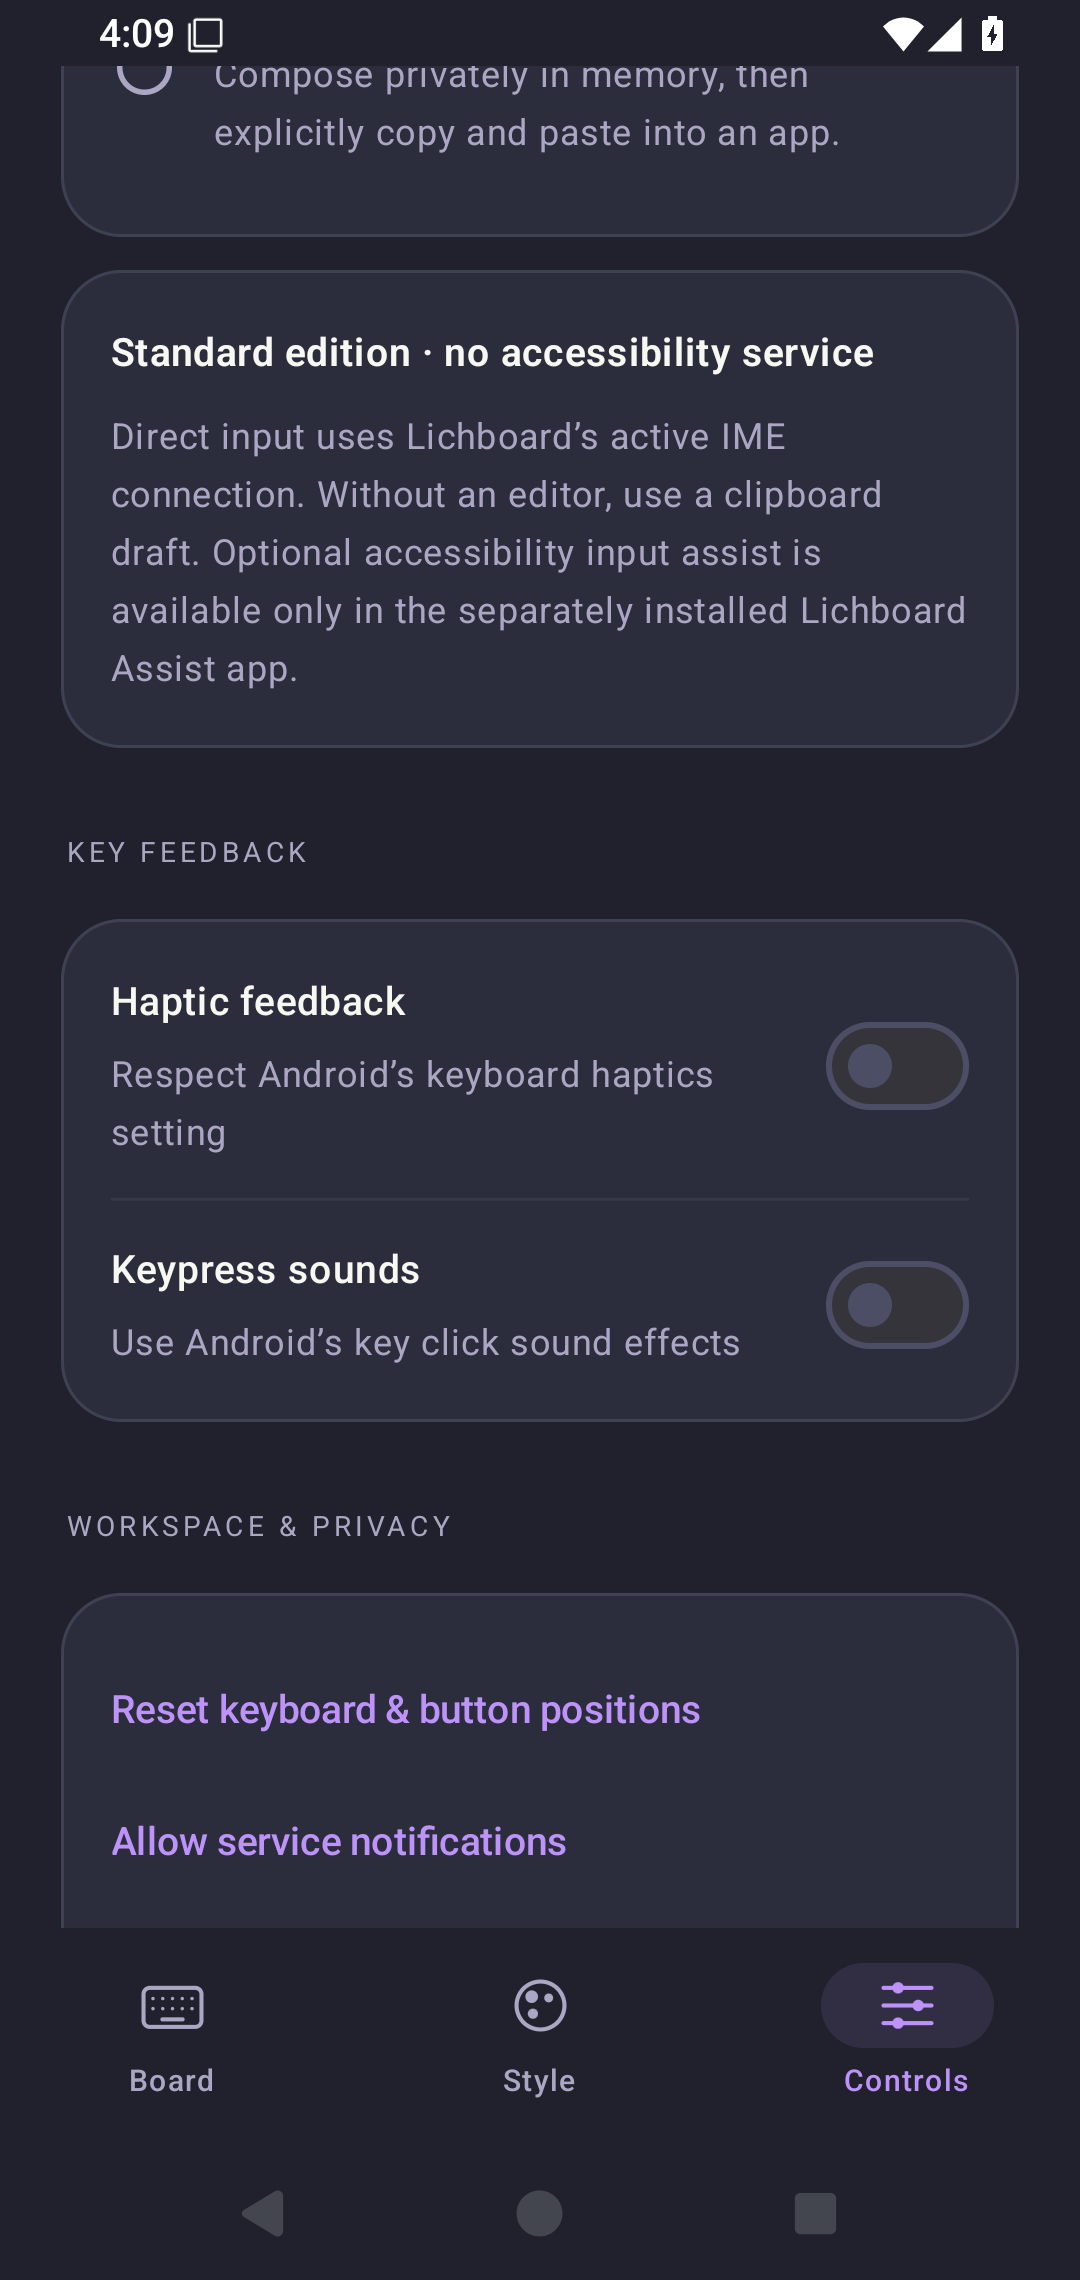 4:09
Compose privately in memory, then
explicitly copy and paste into an app.
Standard edition · no accessibility service
Direct input uses Lichboard’s active IME
connection. Without an editor, use a clipboard
draft. Optional accessibility input assist is
available only in the separately installed Lichboard
Assist app.
KEY FEEDBACK
Haptic feedback
Respect Android’s keyboard haptics
setting
Keypress sounds
Use Android’s key click sound effects
WORKSPACE & PRIVACY
Reset keyboard & button positions
Allow service notifications
Board
Style
Controls